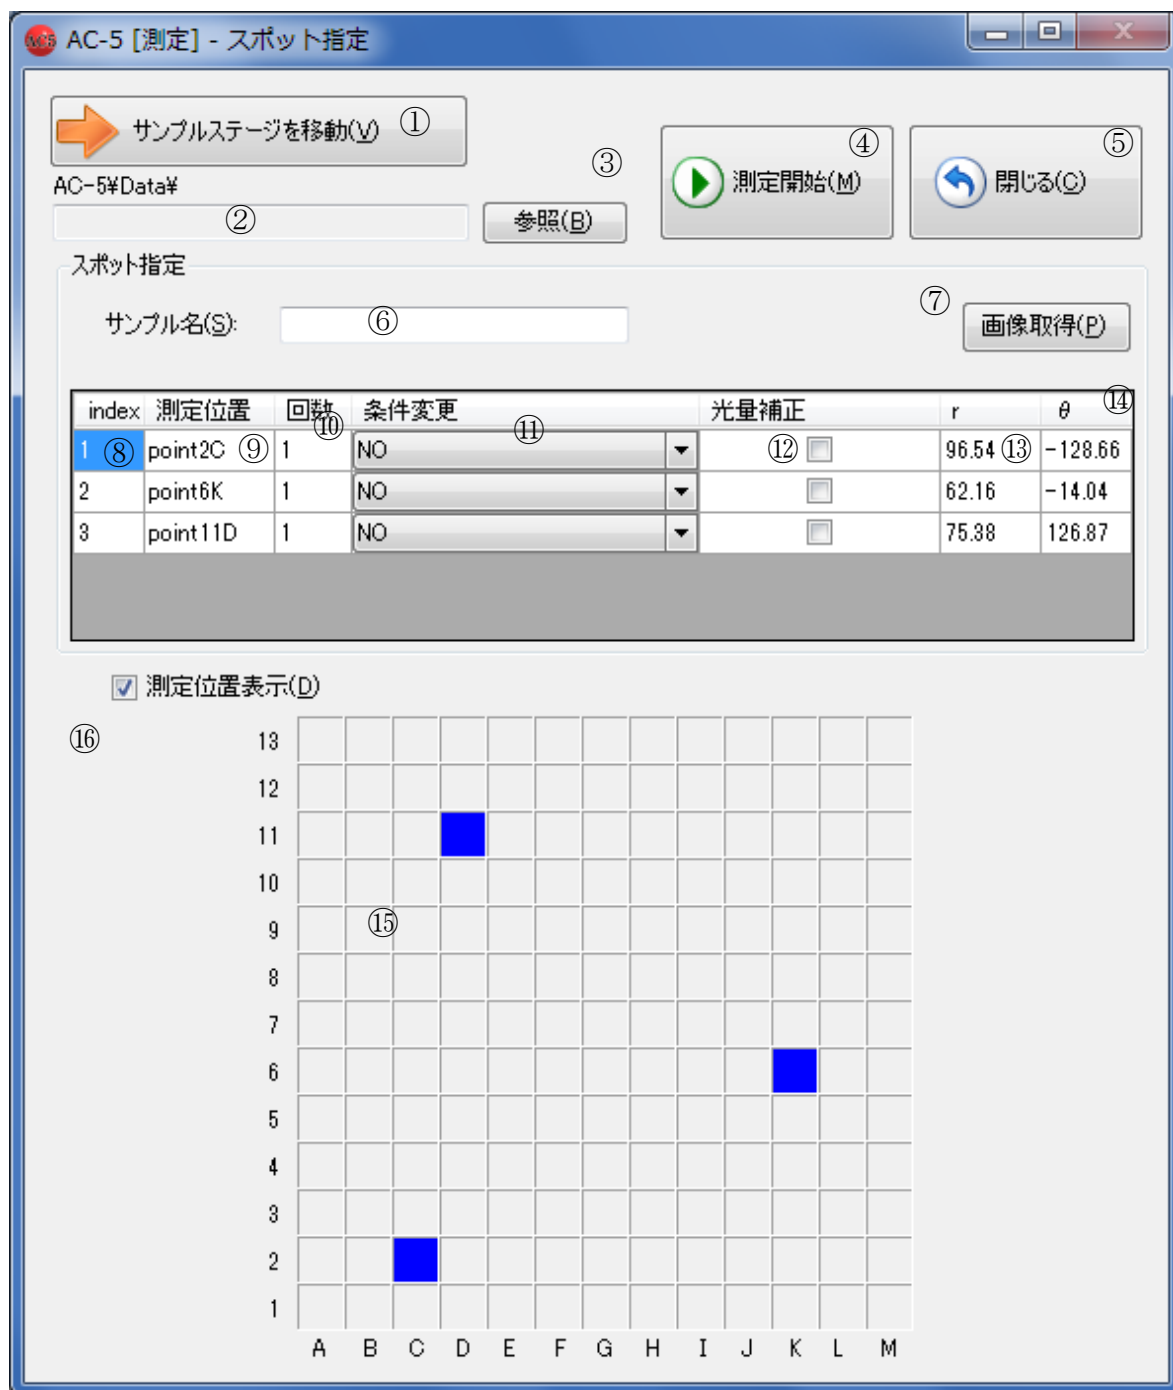 AC-5 [測定] - スポット指定
サンプルステージを移動(V) ①
AC-5¥Data¥
②
③
参照(B)
測定開始(M) ④
閉じる(C) ⑤
スポット指定
サンプル名(S): ⑥
⑦
画像取得(P)
index 測定位置 回数 条件変更 光量補正 r θ ⑭
1 ⑧ point2C ⑨ 1 ⑩ NO ⑪ ⑫ 96.54 ⑬ -128.66
2 point6K 1 NO 62.16 -14.04
3 point11D 1 NO 75.38 126.87
測定位置表示(D)
⑯
13
12
11
10
9 ⑮
8
7
6
5
4
3
2
1
A B C D E F G H I J K L M